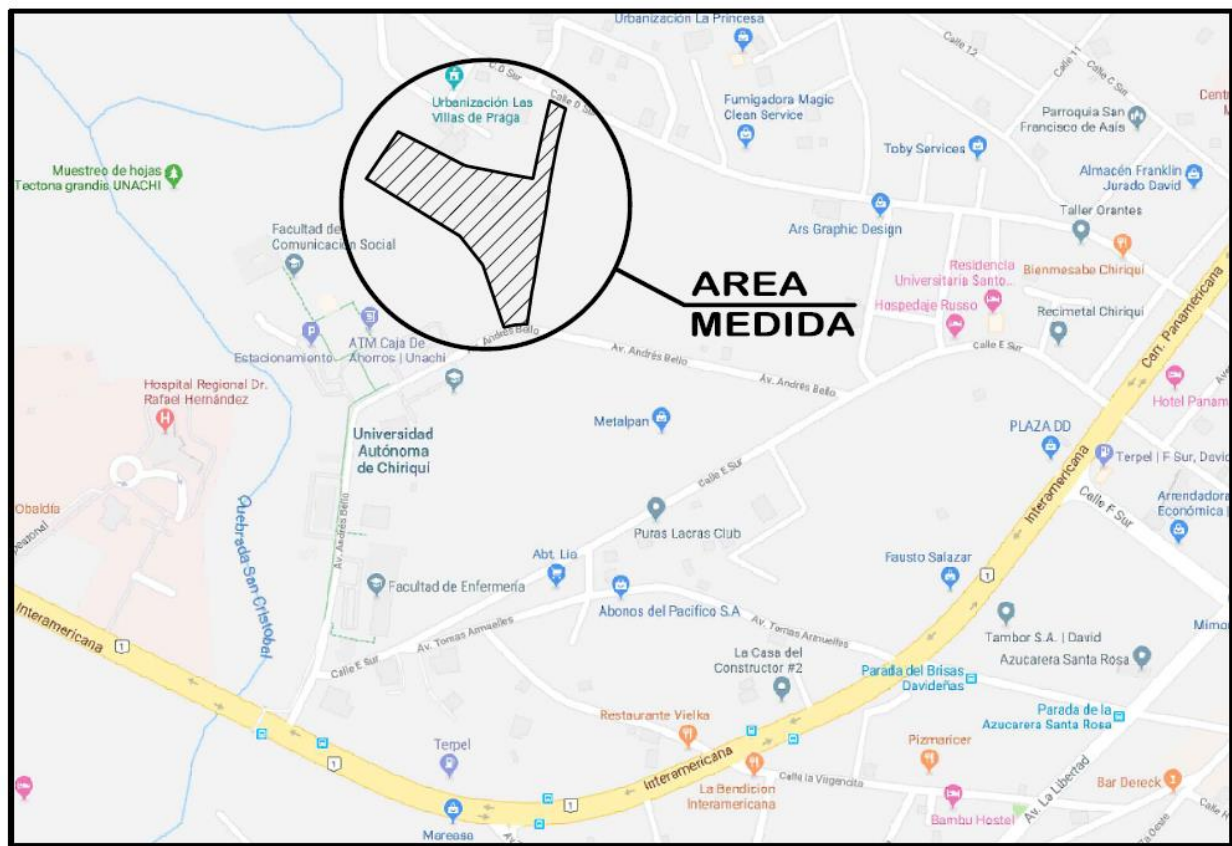 Urbanización La Princesa
Calle 12
Calle 11
Calle C Sur
C.D Sur
Calle D Sur
Urbanización Las
Villas de Praga
Fumigadora Magic
Clean Service
Parroquia San
Francisco de Asís
Toby Services
Muestreo de hojas
Tectona grandis UNACHI
Almacén Franklin
Jurado David
Taller Orantes
Facultad de
Comunicación Social
Ars Graphic Design
Bienmesabe Chiriquí
Residencia
Universitaria Santo...
AREA
MEDIDA
Hospedaje Russo
Recimetal Chiriquí
Carr. Panamericana
Av. Andrés Bello
ATM Caja De
Ahorros | Unachi
Estacionamiento
Calle E Sur
Av. Andrés Bello
Av. Andrés Bello
Hospital Regional Dr.
Rafael Hernández
Hotel Panam
Metalpan
PLAZA DD
Universidad
Autónoma
de Chiriquí
Terpel | F Sur, David
Interamericana
Calle E Sur
Calle F Sur
Arrendadora
Económica |
Obaldía
Quebrada San Cristobal
Av. Andrés Bello
Puras Lacras Club
Abt. Lia
Fausto Salazar
Facultad de Enfermería
1
Abonos del Pacifico S.A
Interamericana
1
Av. Tomas Armuelles
Av. Tomas Armuelles
Tambor S.A. | David
Calle E Sur
La Casa del
Constructor #2
Azucarera Santa Rosa
Parada del Brisas
Davideñas
Parada de la
Azucarera Santa Rosa
Restaurante Vielka
Terpel
Pizmaricer
1
Interamericana
Calle la Virgencita
Av. La Libertad
Bar Dereck
La Bendicion
Interamericana
1
Mareasa
Bambu Hostel